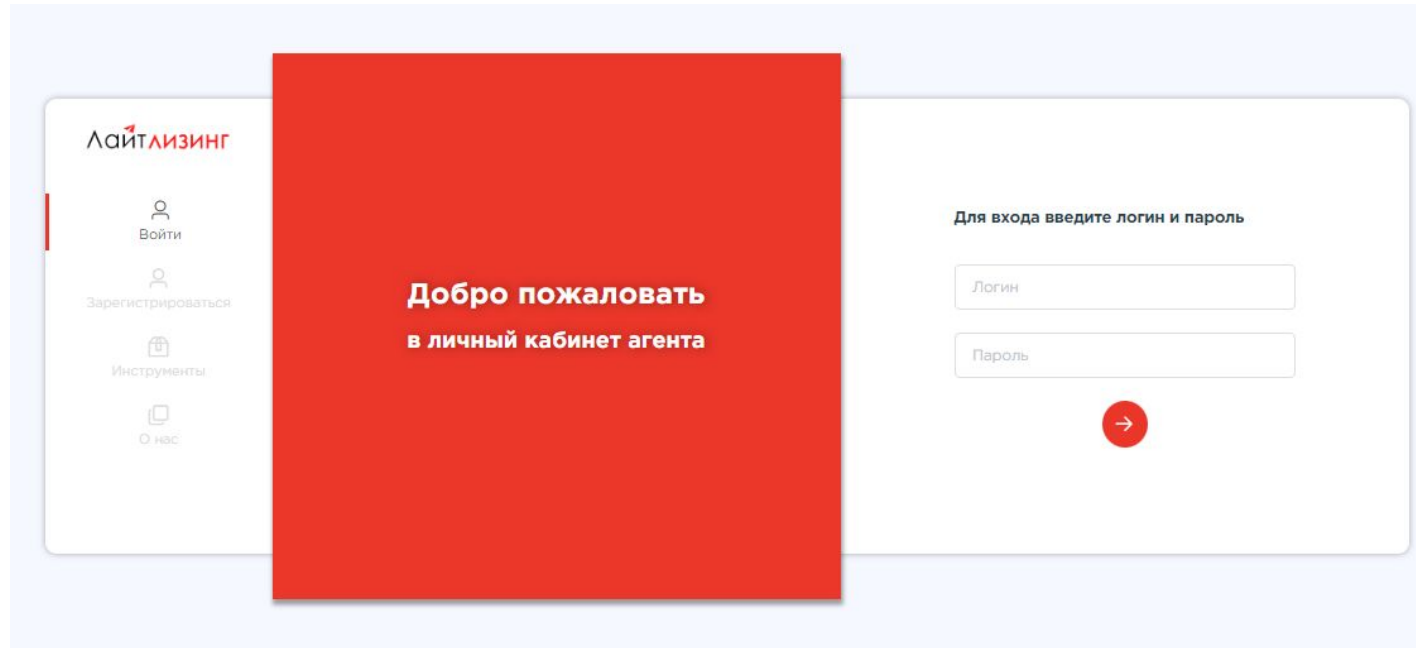 Лайтлизинг
Войти
Зарегистрироваться
Инструменты
О нас
Добро пожаловать
в личный кабинет агента
Для входа введите логин и пароль
Логин
Пароль